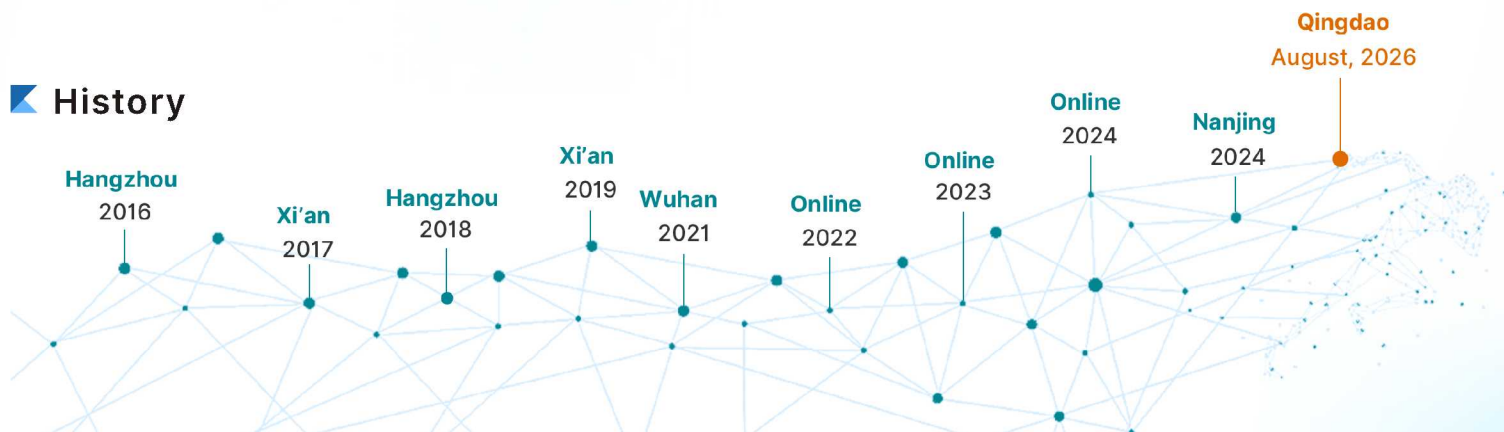 History
Hangzhou
2016
Xi’an
2017
Hangzhou
2018
Xi’an
2019
Wuhan
2021
Online
2022
Online
2023
Online
2024
Nanjing
2024
Qingdao
August, 2026